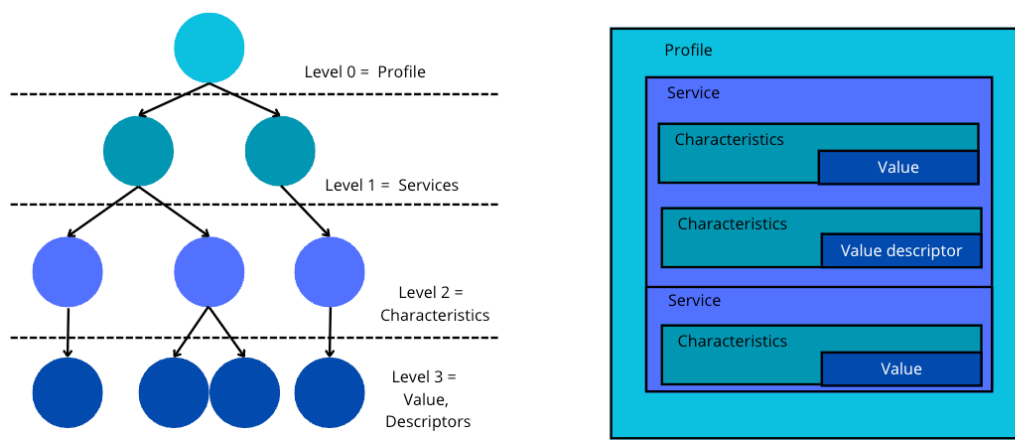 Level 0 =  Profile
Level 1 =  Services
Level 2 =
Characteristics
Level 3 =
Value,
Descriptors
Profile
Service
Characteristics
Value
Characteristics
Value descriptor
Service
Characteristics
Value